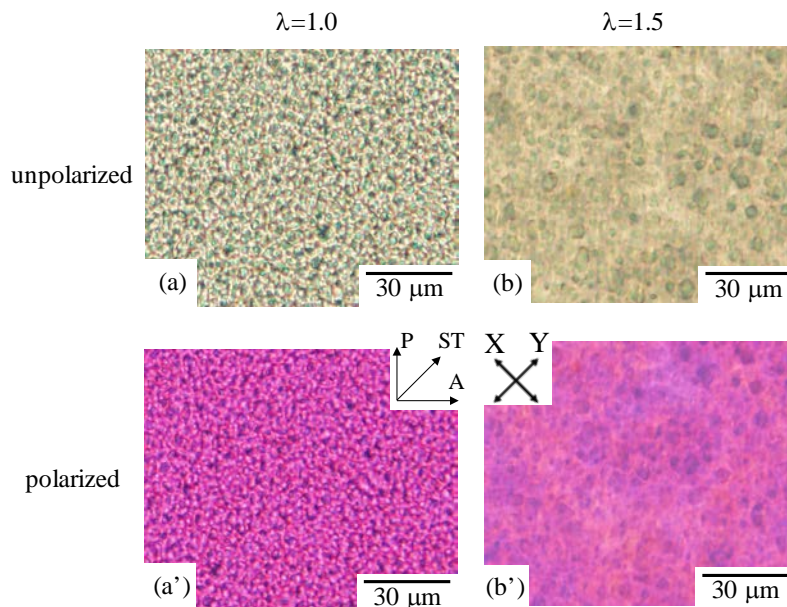 λ=1.0
λ=1.5
unpolarized
(a)
30 μm
(b)
30 μm
P
ST
A
X
Y
polarized
(a')
30 μm
(b')
30 μm